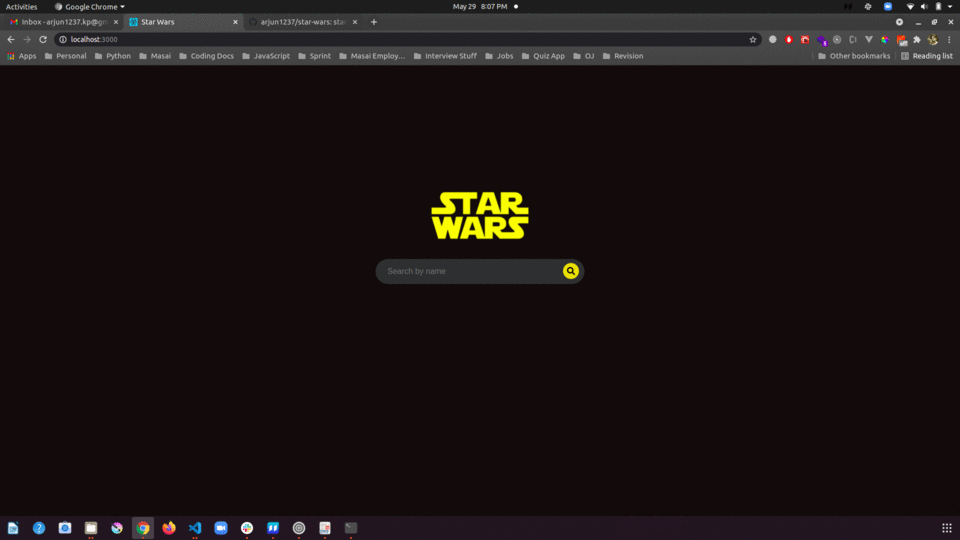 Activities Google Chrome May 29 8:07 PM
Inbox - arjun1237.kp@gm Star Wars arjun1237/star-wars: star
localhost:3000
Apps Personal Python Masai Coding Docs JavaScript Sprint Masai Employ... Interview Stuff Jobs Quiz App OJ Revision Other bookmarks Reading list
STAR
WARS
Search by name